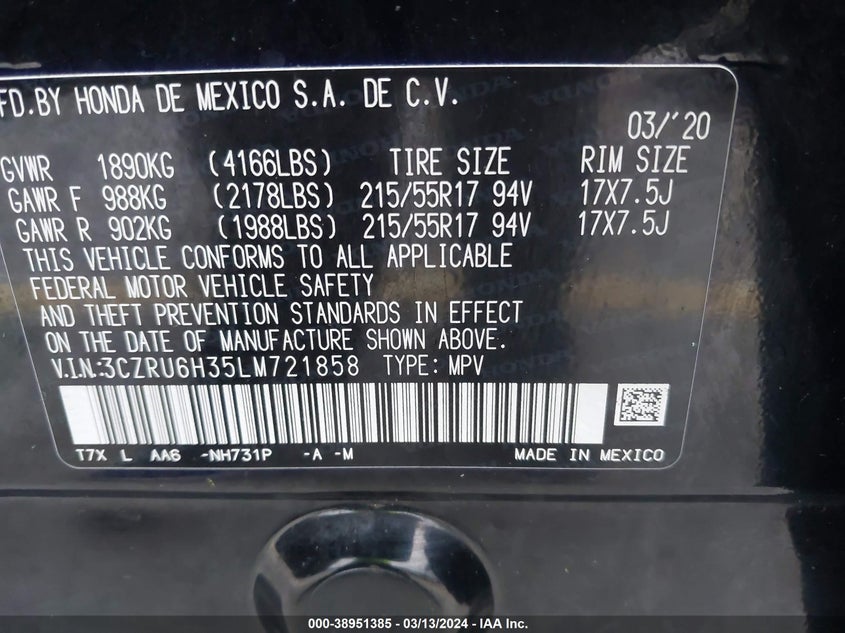 FD. BY HONDA DE MEXICO S.A. DE C.V.
03/'20
GVWR 1890KG (4166LBS) TIRE SIZE RIM SIZE
GAWR F 988KG (2178LBS) 215/55R17 94V 17X7.5J
GAWR R 902KG (1988LBS) 215/55R17 94V 17X7.5J
THIS VEHICLE CONFORMS TO ALL APPLICABLE
FEDERAL MOTOR VEHICLE SAFETY
AND THEFT PREVENTION STANDARDS IN EFFECT
ON THE DATE OF MANUFACTURE SHOWN ABOVE.
V.I.N.:3CZRU6H35LM721858 TYPE: MPV
T7X L AA6 -NH731P -A -M MADE IN MEXICO
000-38951385 - 03/13/2024 - IAA Inc.